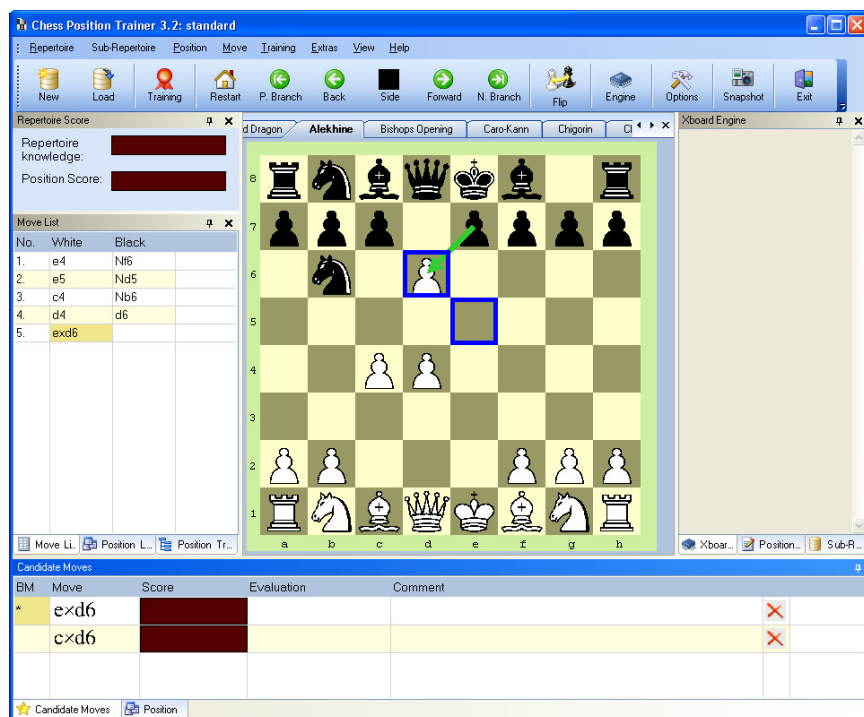 Chess Position Trainer 3.2: standard
Repertoire Sub-Repertoire Position Move Training Extras View Help
New Load Training Restart P. Branch Back Side Forward N. Branch Flip Engine Options Snapshot Exit
Repertoire Score
d Dragon Alekhine Bishops Opening Caro-Kann Chigorin Cl
Xboard Engine
Repertoire
knowledge:
Position Score:
Move List
No. White Black
1. e4 Nf6
2. e5 Nd5
3. c4 Nb6
4. d4 d6
5. exd6
8
7
6
5
4
3
2
1
a b c d e f g h
Move Li... Position L... Position Tr...
Xboar... Position... Sub-R...
Candidate Moves
BM Move Score Evaluation Comment
* e×d6
c×d6
Candidate Moves Position